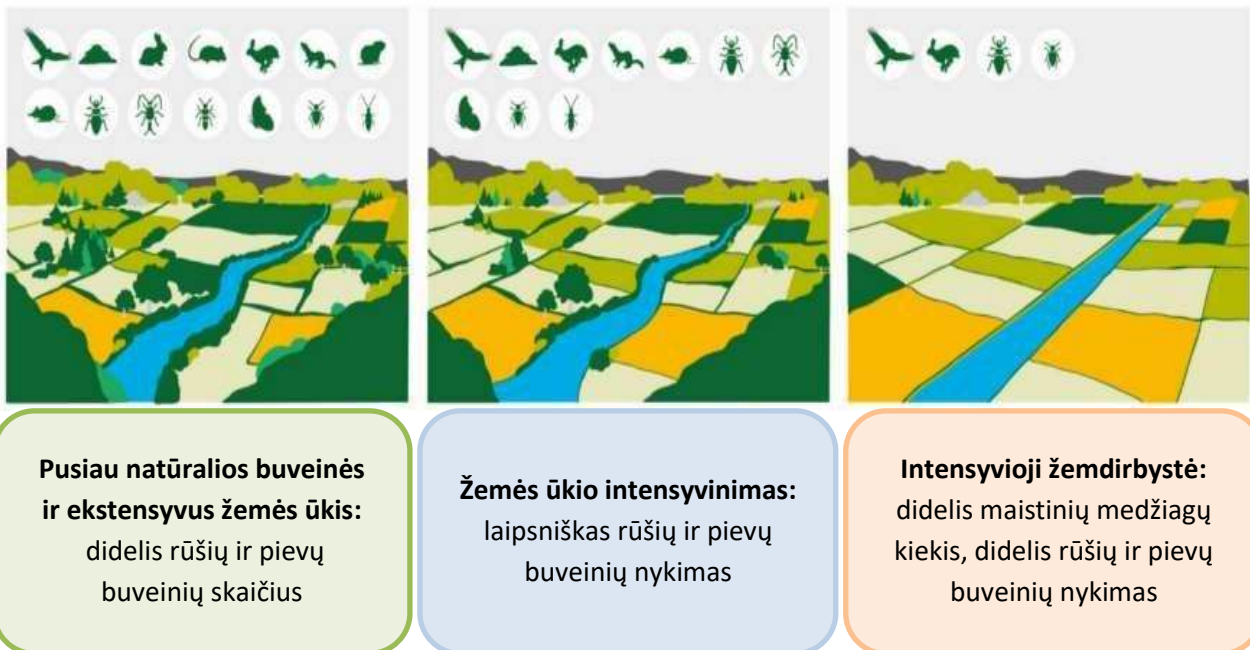 Pusiau natūralios buveinės
ir ekstensyvus žemės ūkis:
didelis rūšių ir pievų
buveinių skaičius
Žemės ūkio intensyvinimas:
laipsniškas rūšių ir pievų
buveinių nykimas
Intensyvioji žemdirbystė:
didelis maistinių medžiagų
kiekis, didelis rūšių ir pievų
buveinių nykimas